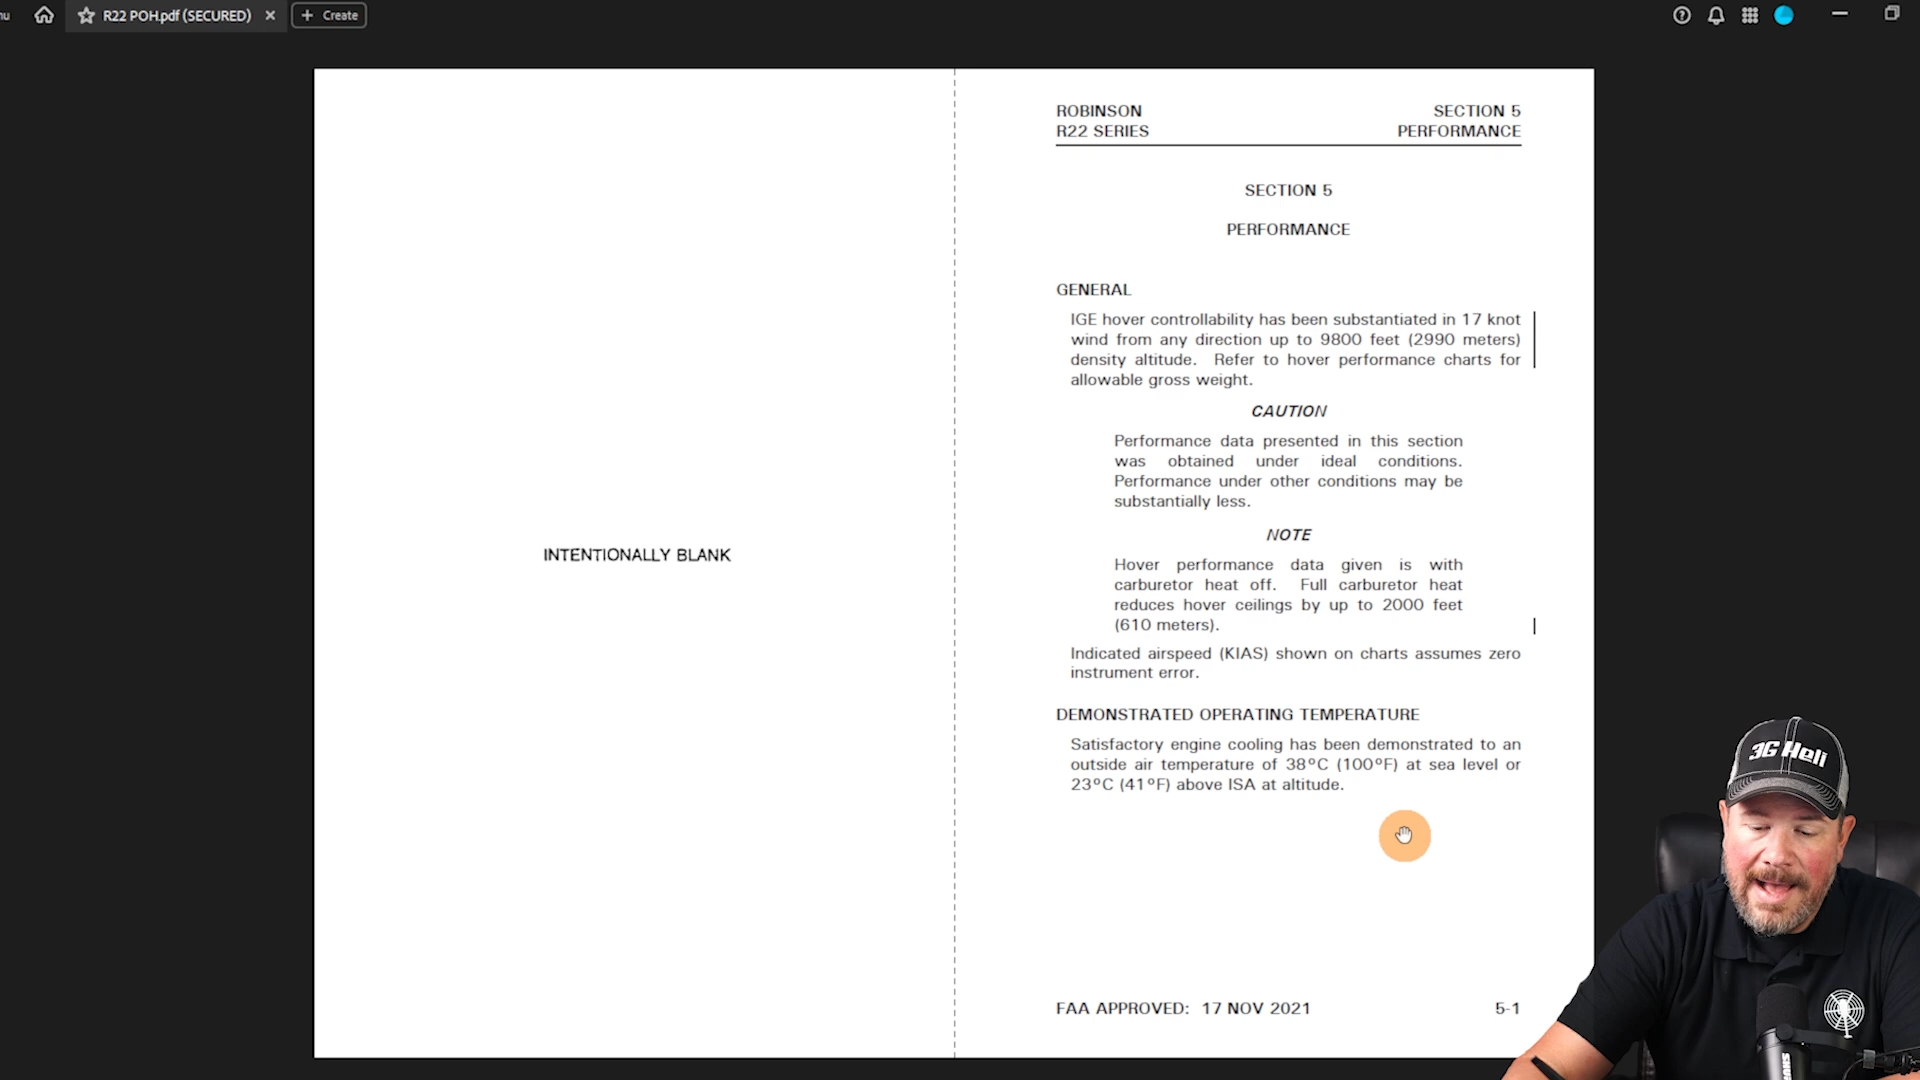 R22 POH.pdf (SECURED)
Create
INTENTIONALLY BLANK
ROBINSON
R22 SERIES
SECTION 5
PERFORMANCE
SECTION 5
PERFORMANCE
GENERAL
IGE hover controllability has been substantiated in 17 knot
wind from any direction up to 9800 feet (2990 meters)
density altitude. Refer to hover performance charts for
allowable gross weight.
CAUTION
Performance data presented in this section
was obtained under ideal conditions.
Performance under other conditions may be
substantially less.
NOTE
Hover performance data given is with
carburetor heat off. Full carburetor heat
reduces hover ceilings by up to 2000 feet
(610 meters).
Indicated airspeed (KIAS) shown on charts assumes zero
instrument error.
DEMONSTRATED OPERATING TEMPERATURE
Satisfactory engine cooling has been demonstrated to an
outside air temperature of 38°C (100°F) at sea level or
23°C (41°F) above ISA at altitude.
FAA APPROVED: 17 NOV 2021
5-1
3G Heli